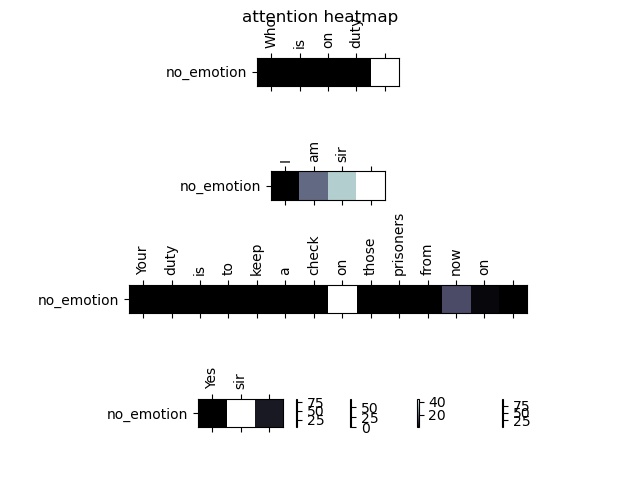 attention heatmap
Who is on duty
no_emotion
I am sir
no_emotion
Your duty is to keep a check on those prisoners from now on
no_emotion
Yes sir
no_emotion
75 50 25
50 25 0
40 20
75 50 25